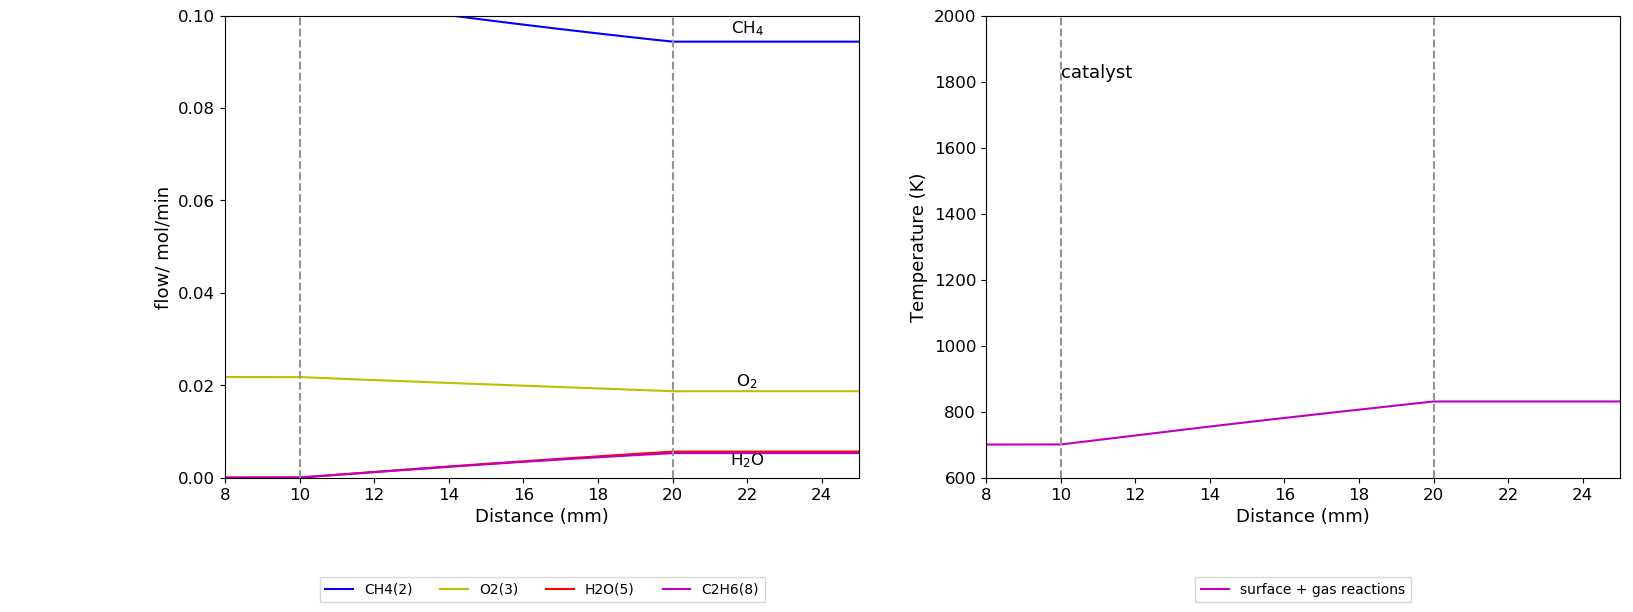 0.10
0.08
0.06
0.04
0.02
0.00
flow/ mol/min
CH₄
O₂
H₂O
8 10 12 14 16 18 20 22 24
Distance (mm)
CH4(2) O2(3) H2O(5) C2H6(8)
2000
1800
1600
1400
1200
1000
800
600
Temperature (K)
catalyst
8 10 12 14 16 18 20 22 24
Distance (mm)
surface + gas reactions